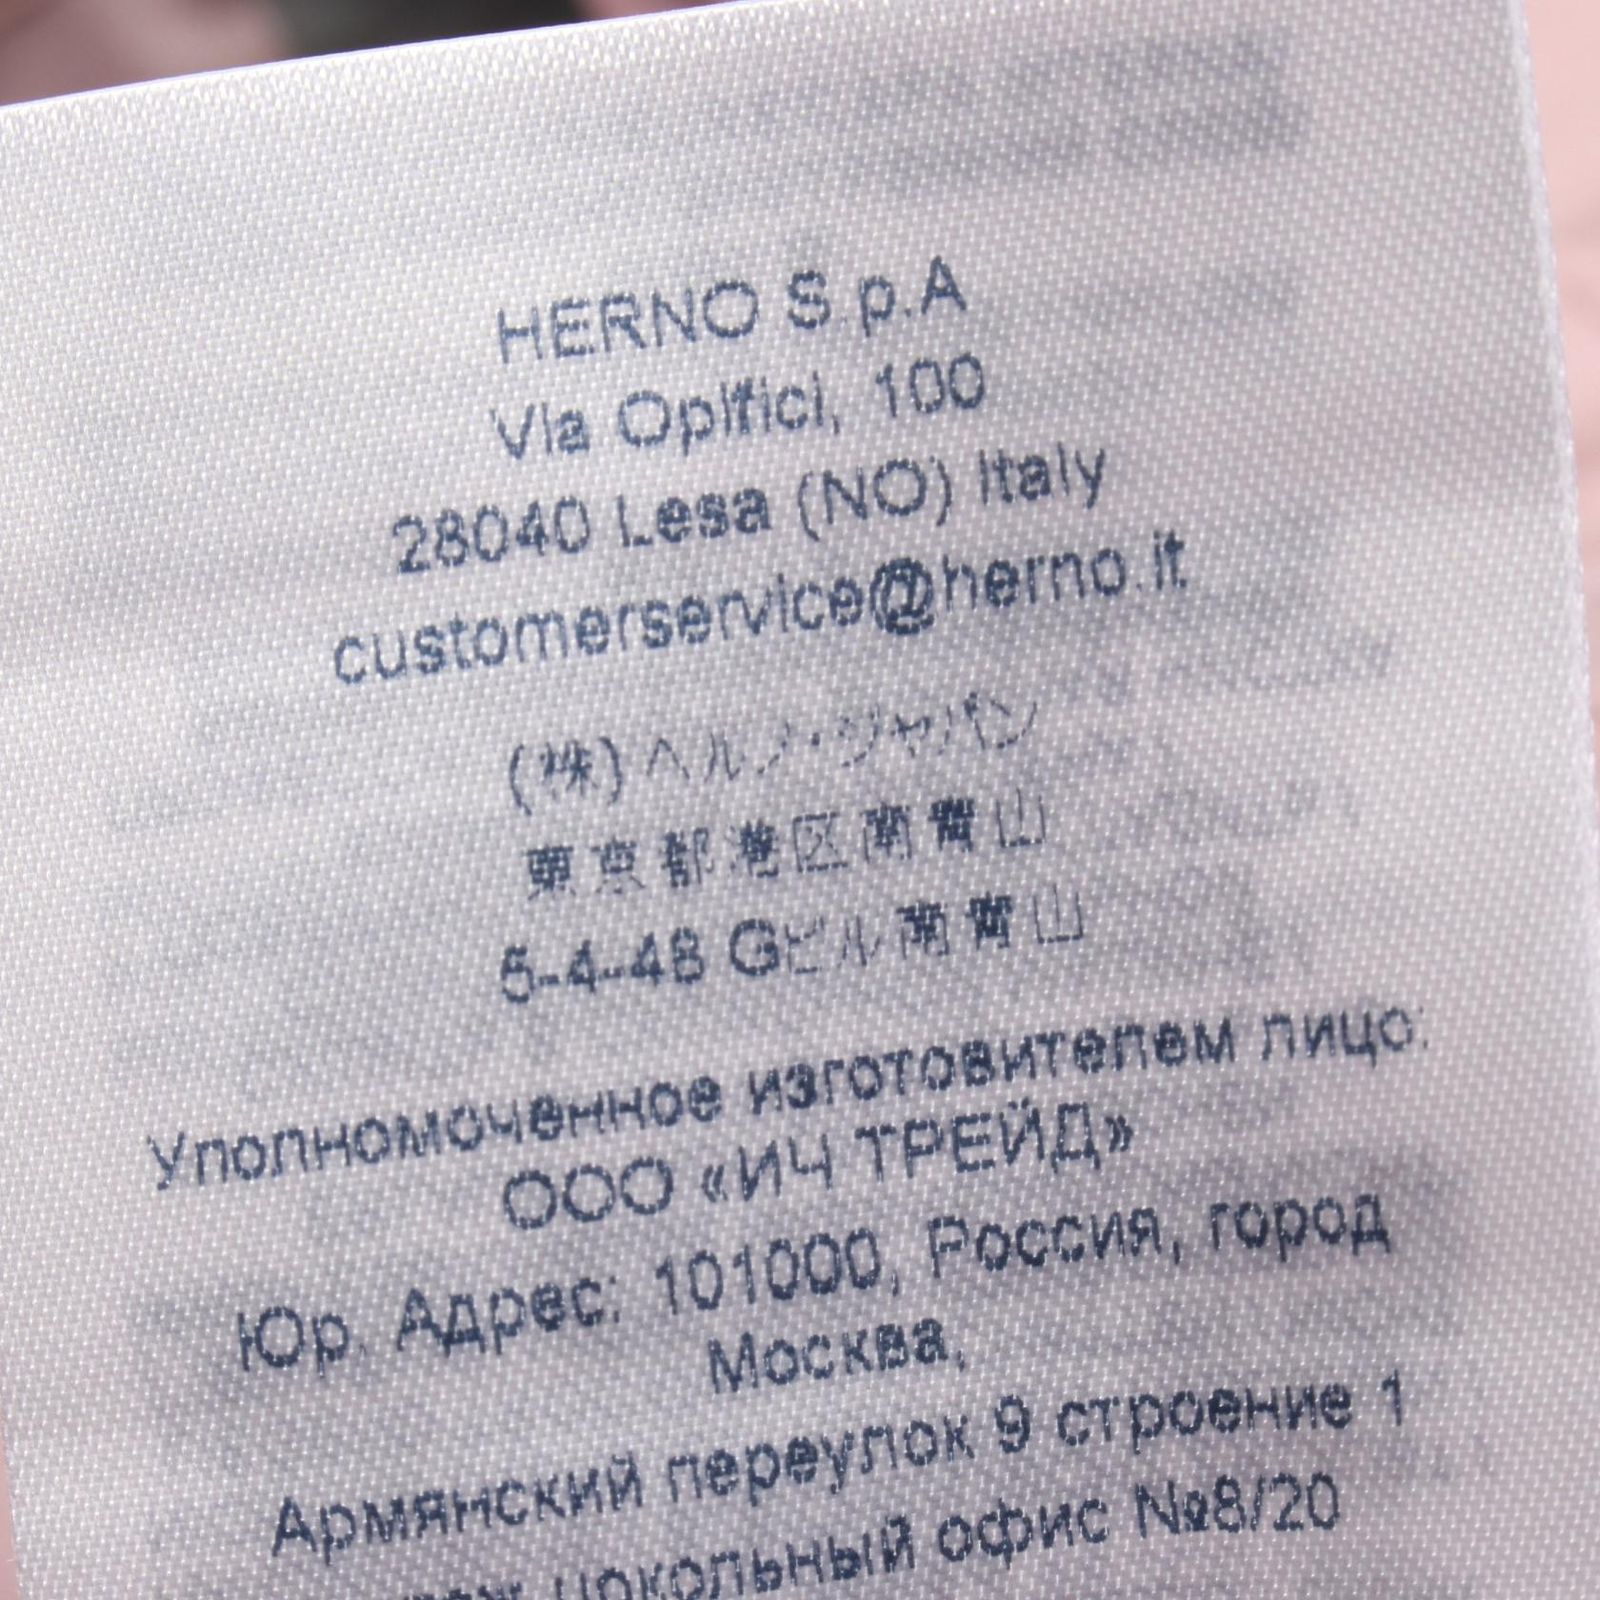 HERNO S.p.A
Via Opifici, 100
28040 Lesa (NO) Italy
customerservice@herno.it
(株)ヘルノ・ジャパン
東京都港区南青山
5-4-48 Gビル南青山
Уполномоченное изготовителем лицо:
ООО «ИЧ ТРЕЙД»
Юр. Адрес: 101000, Россия, город
Москва,
Армянский переулок 9 строение 1
цокольный офис №8/20